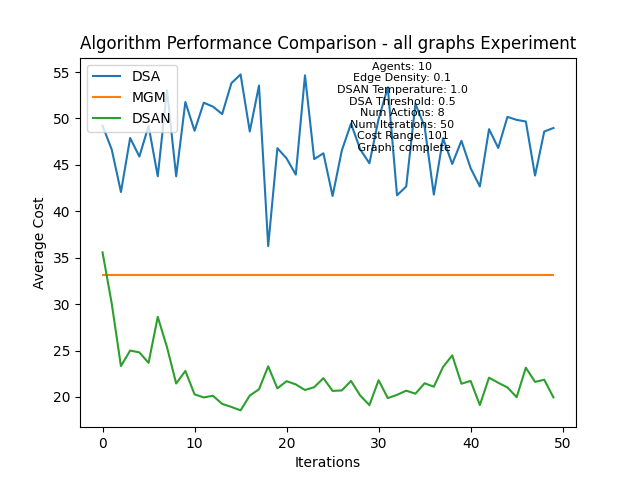 Algorithm Performance Comparison - all graphs Experiment
DSA
MGM
DSAN
Agents: 10
Edge Density: 0.1
DSAN Temperature: 1.0
DSA Threshold: 0.5
Num Actions: 8
Num Iterations: 50
Cost Range: 101
Graph: complete
Average Cost
55
50
45
40
35
30
25
20
0 10 20 30 40 50
Iterations